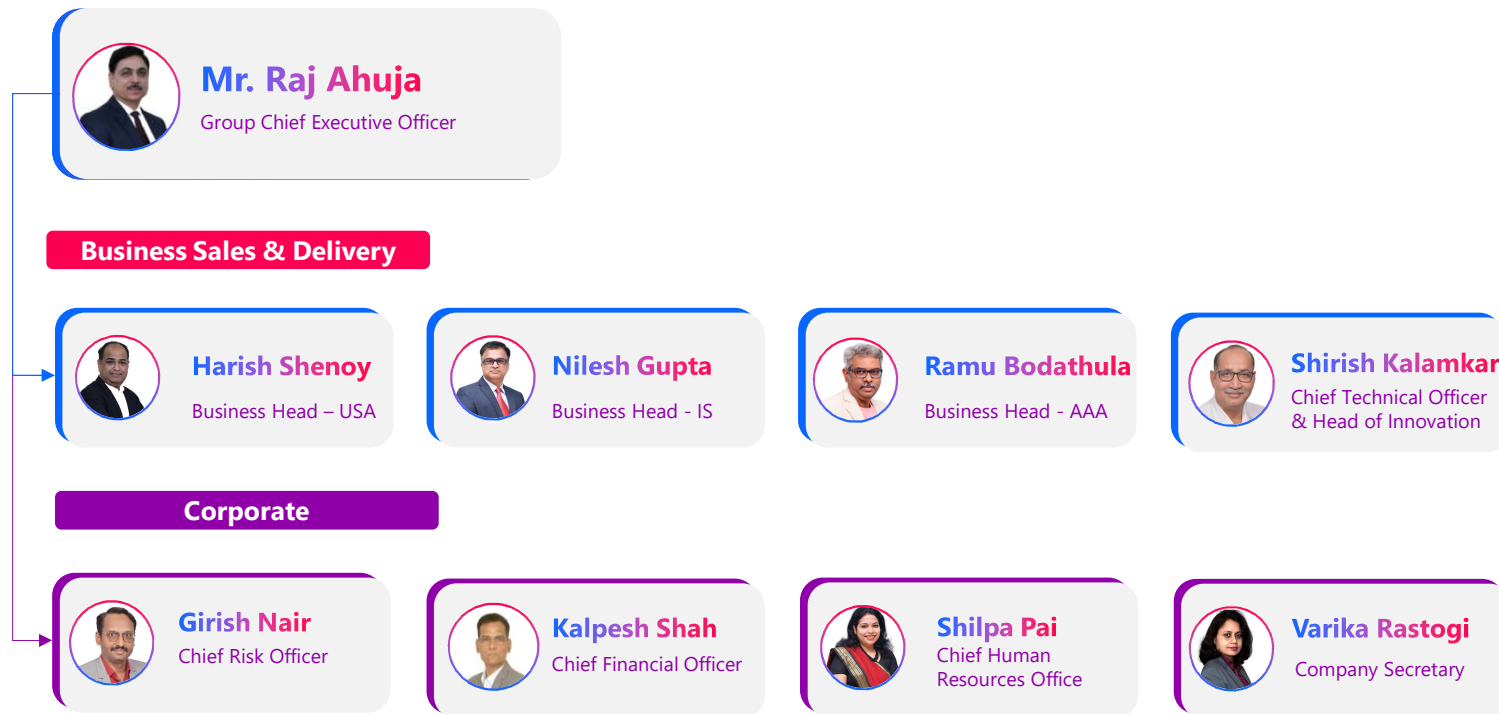 Mr. Raj Ahuja
Group Chief Executive Officer
Business Sales & Delivery
Harish Shenoy
Business Head – USA
Nilesh Gupta
Business Head - IS
Ramu Bodathula
Business Head - AAA
Shirish Kalamkar
Chief Technical Officer
& Head of Innovation
Corporate
Girish Nair
Chief Risk Officer
Kalpesh Shah
Chief Financial Officer
Shilpa Pai
Chief Human
Resources Office
Varika Rastogi
Company Secretary